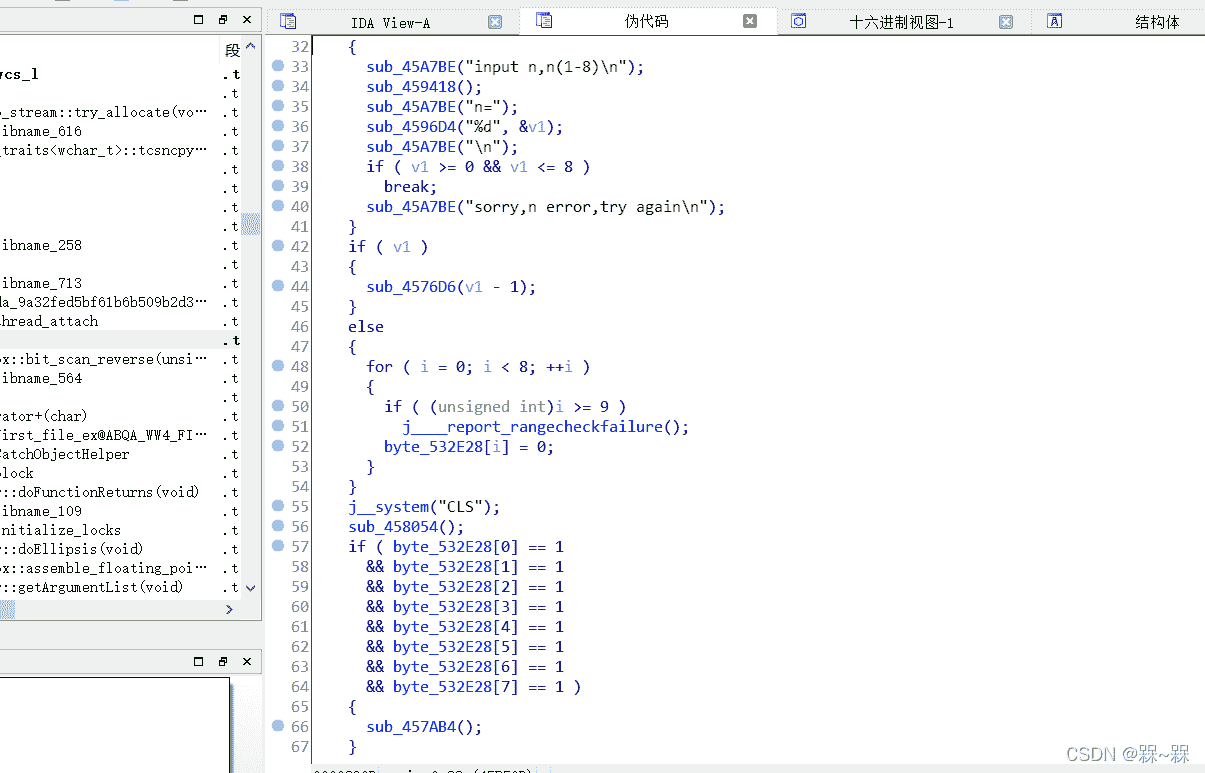 IDA View-A 伪代码 十六进制视图-1 结构体
段
vcs_l .t
.t
_stream::try_allocate(vo… .t
ibname_616 .t
traits<wchar_t>::tcsncpy… .t
.t
.t
.t
.t
ibname_258 .t
.t
ibname_713 .t
da_9a32fed5bf61b6b509b2d3… .t
thread_attach .t
.t
ox::bit_scan_reverse(unsi… .t
ibname_564 .t
.t
rator+(char) .t
first_file_ex@ABQA_WW4_FI… .t
CatchObjectHelper .t
block .t
::doFunctionReturns(void) .t
ibname_109 .t
nitialize_locks .t
::doEllipsis(void) .t
ox::assemble_floating_poi… .t
::getArgumentList(void) .t
32 {
33 sub_45A7BE("input n,n(1-8)\n");
34 sub_459418();
35 sub_45A7BE("n=");
36 sub_4596D4("%d", &v1);
37 sub_45A7BE("\n");
38 if ( v1 >= 0 && v1 <= 8 )
39 break;
40 sub_45A7BE("sorry,n error,try again\n");
41 }
42 if ( v1 )
43 {
44 sub_4576D6(v1 - 1);
45 }
46 else
47 {
48 for ( i = 0; i < 8; ++i )
49 {
50 if ( (unsigned int)i >= 9 )
51 j____report_rangecheckfailure();
52 byte_532E28[i] = 0;
53 }
54 }
55 j__system("CLS");
56 sub_458054();
57 if ( byte_532E28[0] == 1
58 && byte_532E28[1] == 1
59 && byte_532E28[2] == 1
60 && byte_532E28[3] == 1
61 && byte_532E28[4] == 1
62 && byte_532E28[5] == 1
63 && byte_532E28[6] == 1
64 && byte_532E28[7] == 1 )
65 {
66 sub_457AB4();
67 }
CSDN @槑~槑